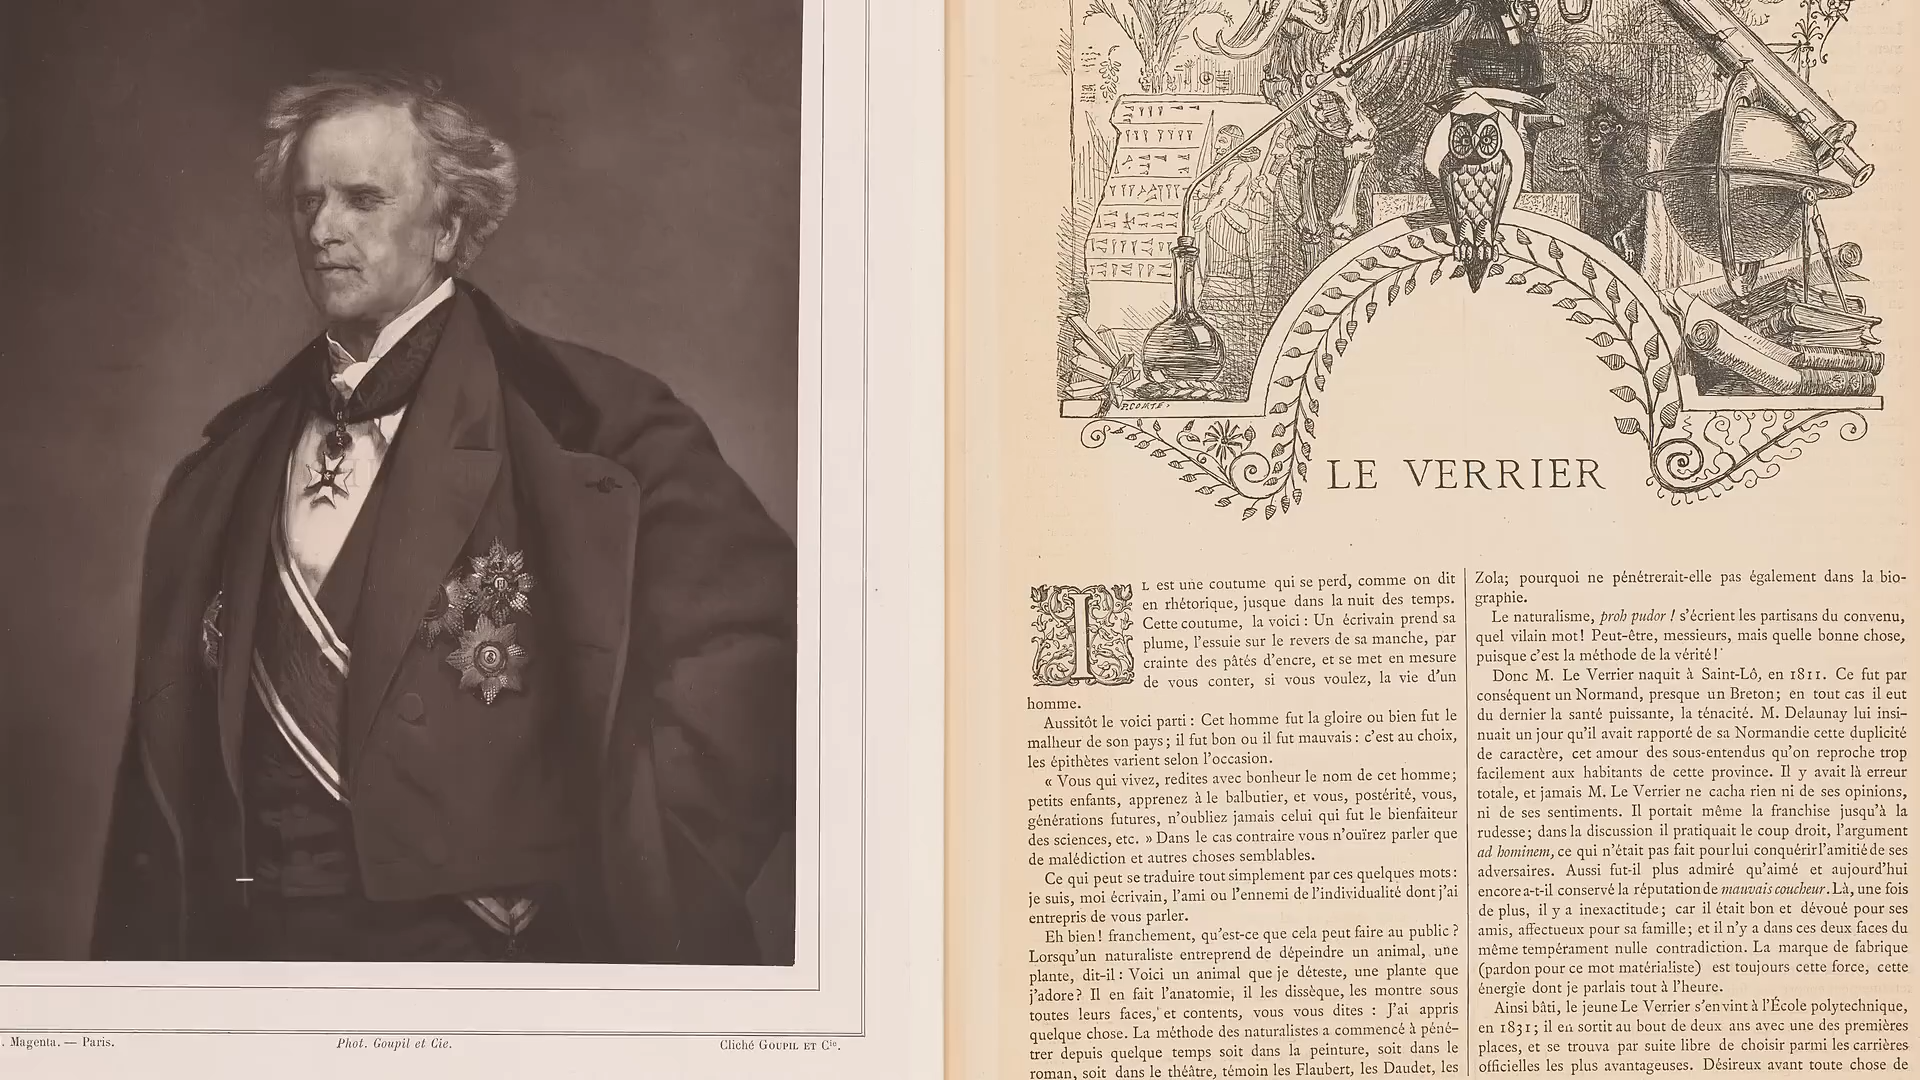 . Magenta. — Paris.
Phot. Goupil et Cie.
Cliché GOUPIL ET Cie.
P. COMTE.
LE VERRIER
IL est une coutume qui se perd, comme on dit
en rhétorique, jusque dans la nuit des temps.
Cette coutume, la voici : Un écrivain prend sa
plume, l'essuie sur le revers de sa manche, par
crainte des pâtés d'encre, et se met en mesure
de vous conter, si vous voulez, la vie d'un
homme.
Aussitôt le voici parti : Cet homme fut la gloire ou bien fut le
malheur de son pays ; il fut bon ou il fut mauvais : c'est au choix,
les épithètes varient selon l'occasion.
« Vous qui vivez, redites avec bonheur le nom de cet homme ;
petits enfants, apprenez à le balbutier, et vous, postérité, vous,
générations futures, n'oubliez jamais celui qui fut le bienfaiteur
des sciences, etc. » Dans le cas contraire vous n'ouïrez parler que
de malédiction et autres choses semblables.
Ce qui peut se traduire tout simplement par ces quelques mots :
je suis, moi écrivain, l'ami ou l'ennemi de l'individualité dont j'ai
entrepris de vous parler.
Eh bien ! franchement, qu'est-ce que cela peut faire au public ?
Lorsqu'un naturaliste entreprend de dépeindre un animal, une
plante, dit-il : Voici un animal que je déteste, une plante que
j'adore ? Il en fait l'anatomie, il les dissèque, les montre sous
toutes leurs faces, et contents, vous vous dites : J'ai appris
quelque chose. La méthode des naturalistes a commencé à péné-
trer depuis quelque temps soit dans la peinture, soit dans le
roman, soit dans le théâtre, témoin les Flaubert, les Daudet, les
Zola ; pourquoi ne pénétrerait-elle pas également dans la bio-
graphie.
Le naturalisme, proh pudor ! s'écrient les partisans du convenu,
quel vilain mot ! Peut-être, messieurs, mais quelle bonne chose,
puisque c'est la méthode de la vérité !
Donc M. Le Verrier naquit à Saint-Lô, en 1811. Ce fut par
conséquent un Normand, presque un Breton ; en tout cas il eut
du dernier la santé puissante, la ténacité. M. Delaunay lui insi-
nuait un jour qu'il avait rapporté de sa Normandie cette duplicité
de caractère, cet amour des sous-entendus qu'on reproche trop
facilement aux habitants de cette province. Il y avait là erreur
totale, et jamais M. Le Verrier ne cacha rien ni de ses opinions,
ni de ses sentiments. Il portait même la franchise jusqu'à la
rudesse ; dans la discussion il pratiquait le coup droit, l'argument
ad hominem, ce qui n'était pas fait pour lui conquérir l'amitié de ses
adversaires. Aussi fut-il plus admiré qu'aimé et aujourd'hui
encore a-t-il conservé la réputation de mauvais coucheur. Là, une fois
de plus, il y a inexactitude ; car il était bon et dévoué pour ses
amis, affectueux pour sa famille ; et il n'y a dans ces deux faces du
même tempérament nulle contradiction. La marque de fabrique
(pardon pour ce mot matérialiste) est toujours cette force, cette
énergie dont je parlais tout à l'heure.
Ainsi bâti, le jeune Le Verrier s'en vint à l'École polytechnique,
en 1831 ; il en sortit au bout de deux ans avec une des premières
places, et se trouva par suite libre de choisir parmi les carrières
officielles les plus avantageuses. Désireux avant toute chose de